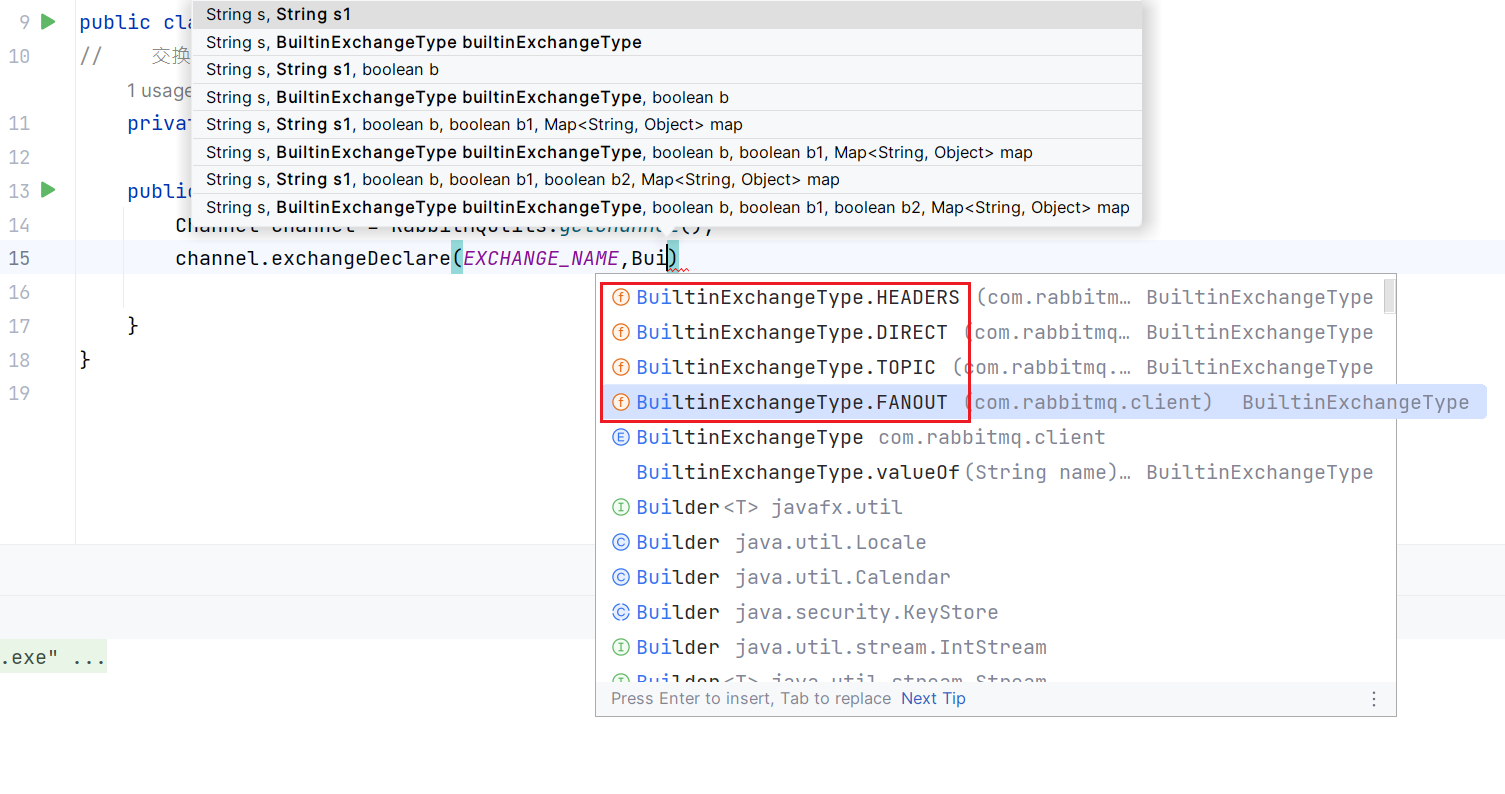 9 public cla
String s, String s1
String s, BuiltinExchangeType builtinExchangeType
10 // 交换
String s, String s1, boolean b
1 usage
String s, BuiltinExchangeType builtinExchangeType, boolean b
11 privat
String s, String s1, boolean b, boolean b1, Map<String, Object> map
12
String s, BuiltinExchangeType builtinExchangeType, boolean b, boolean b1, Map<String, Object> map
13 public
String s, String s1, boolean b, boolean b1, boolean b2, Map<String, Object> map
String s, BuiltinExchangeType builtinExchangeType, boolean b, boolean b1, boolean b2, Map<String, Object> map
14 Channel channel = RabbitMQUtils.getChannel();
15 channel.exchangeDeclare(EXCHANGE_NAME,Bui)
16
17 }
18 }
19
f BuiltinExchangeType.HEADERS (com.rabbitm… BuiltinExchangeType
f BuiltinExchangeType.DIRECT (com.rabbitmq… BuiltinExchangeType
f BuiltinExchangeType.TOPIC (com.rabbitmq.… BuiltinExchangeType
f BuiltinExchangeType.FANOUT (com.rabbitmq.client) BuiltinExchangeType
E BuiltinExchangeType com.rabbitmq.client
BuiltinExchangeType.valueOf(String name)… BuiltinExchangeType
I Builder<T> javafx.util
C Builder java.util.Locale
C Builder java.util.Calendar
C Builder java.security.KeyStore
I Builder java.util.stream.IntStream
I Builder<T> java.util.stream.Stream
.exe" ...
Press Enter to insert, Tab to replace Next Tip